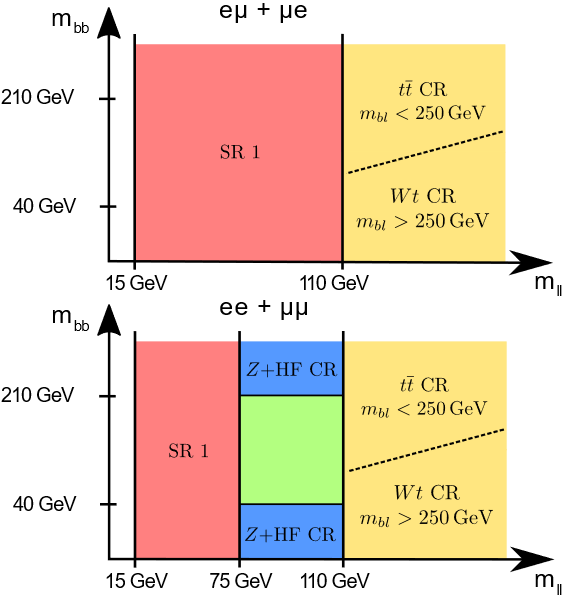 eμ + μe
m_bb
210 GeV
tt̄ CR
m_bl < 250 GeV
SR 1
40 GeV
Wt CR
m_bl > 250 GeV
15 GeV 110 GeV
m_ll
ee + μμ
m_bb
Z+HF CR
210 GeV
tt̄ CR
m_bl < 250 GeV
SR 1
40 GeV
Wt CR
m_bl > 250 GeV
Z+HF CR
15 GeV 75 GeV 110 GeV
m_ll